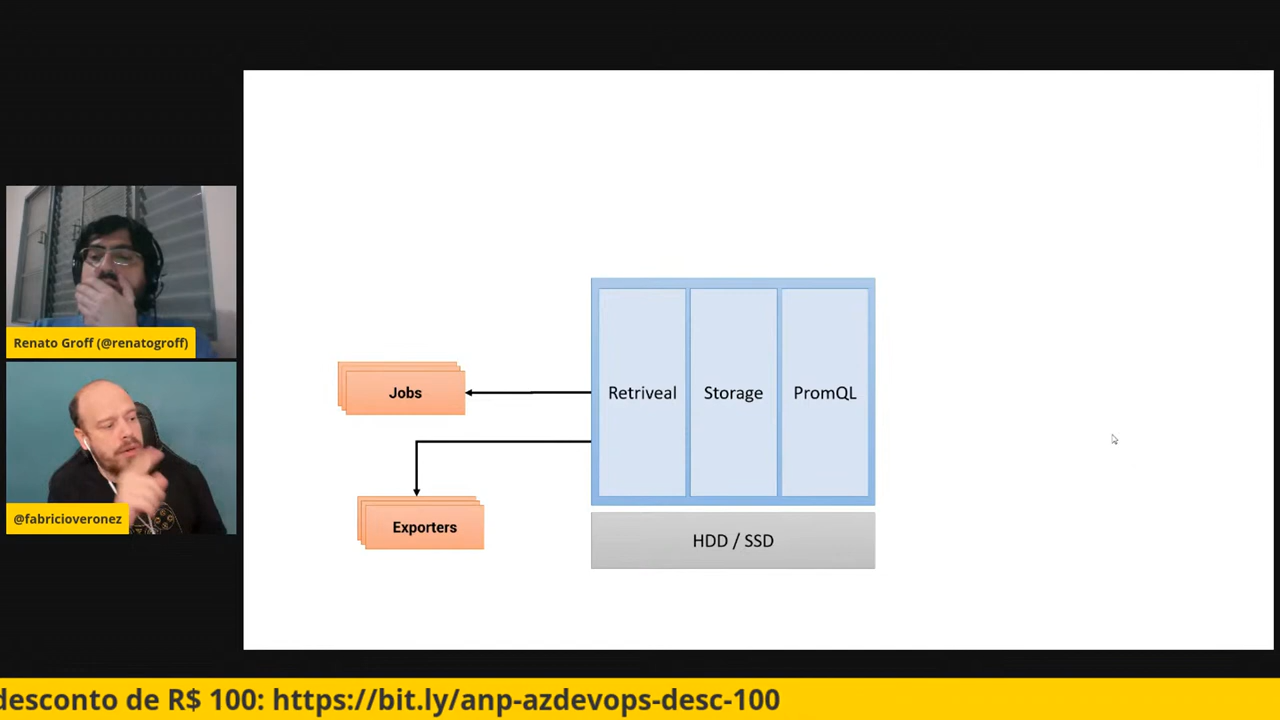 Renato Groff (@renatogroff)
@fabricioveronez
Jobs
Exporters
Retriveal
Storage
PromQL
HDD / SSD
desconto de R$ 100: https://bit.ly/anp-azdevops-desc-100